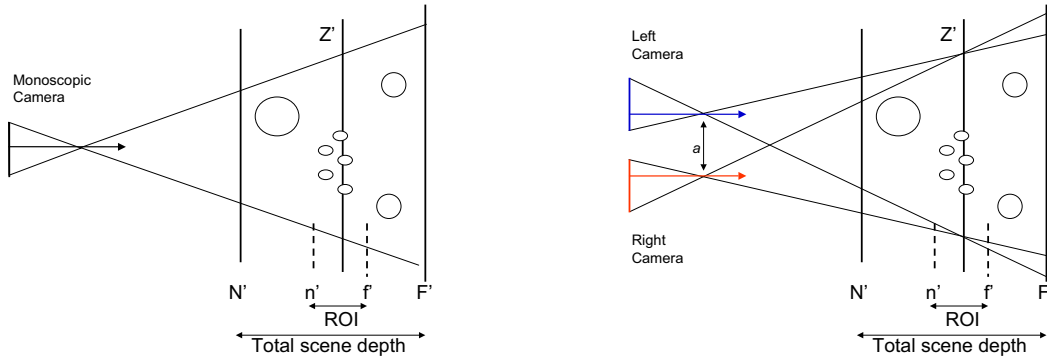 Monoscopic
Camera
Z’
N’
n’
f’
F’
ROI
Total scene depth
Left
Camera
Z’
a
Right
Camera
N’
n’
f’
F
ROI
Total scene depth